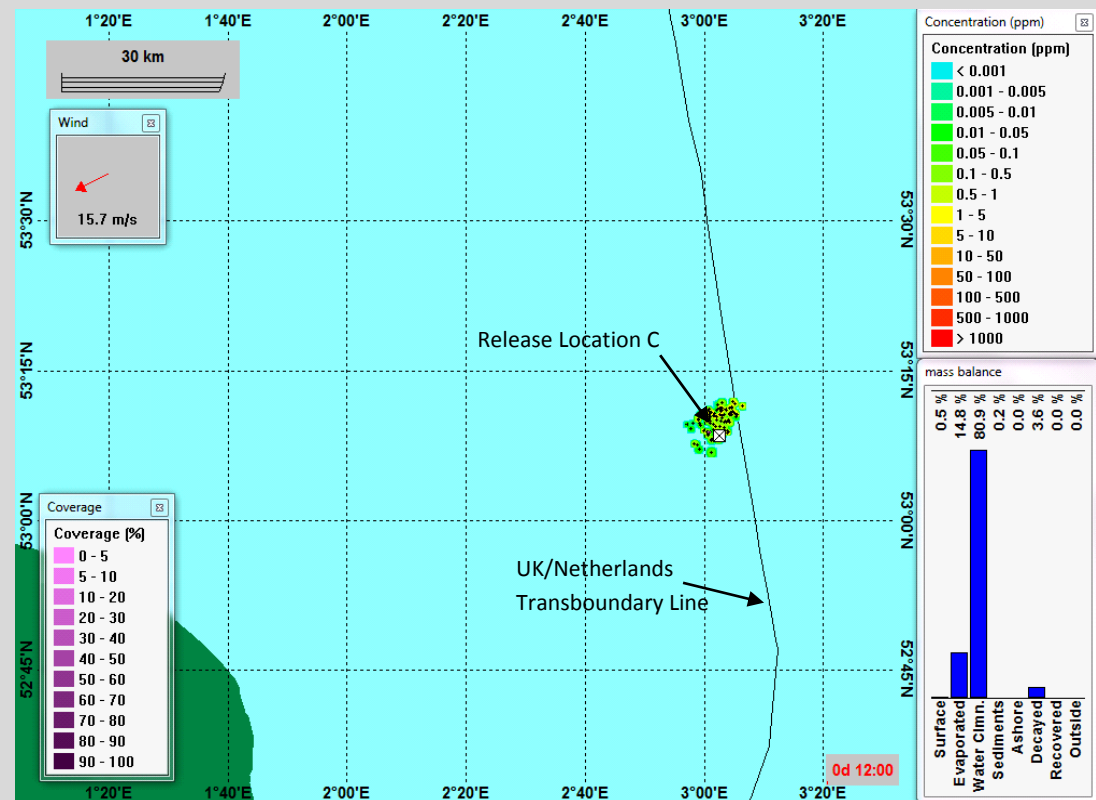 1°20'E 1°40'E 2°00'E 2°20'E 2°40'E 3°00'E 3°20'E
30 km
Wind
15.7 m/s
53°30'N
53°15'N
53°00'N
52°45'N
53°30'N
53°15'N
53°00'N
52°45'N
Release Location C
UK/Netherlands
Transboundary Line
Coverage
Coverage (%)
0 - 5
5 - 10
10 - 20
20 - 30
30 - 40
40 - 50
50 - 60
60 - 70
70 - 80
80 - 90
90 - 100
0d 12:00
1°20'E 1°40'E 2°00'E 2°20'E 2°40'E 3°00'E 3°20'E
Concentration (ppm)
Concentration (ppm)
< 0.001
0.001 - 0.005
0.005 - 0.01
0.01 - 0.05
0.05 - 0.1
0.1 - 0.5
0.5 - 1
1 - 5
5 - 10
10 - 50
50 - 100
100 - 500
500 - 1000
> 1000
mass balance
0.5 %
14.8 %
80.9 %
0.2 %
0.0 %
3.6 %
0.0 %
0.0 %
Surface
Evaporated
Water Clmn.
Sediments
Ashore
Decayed
Recovered
Outside